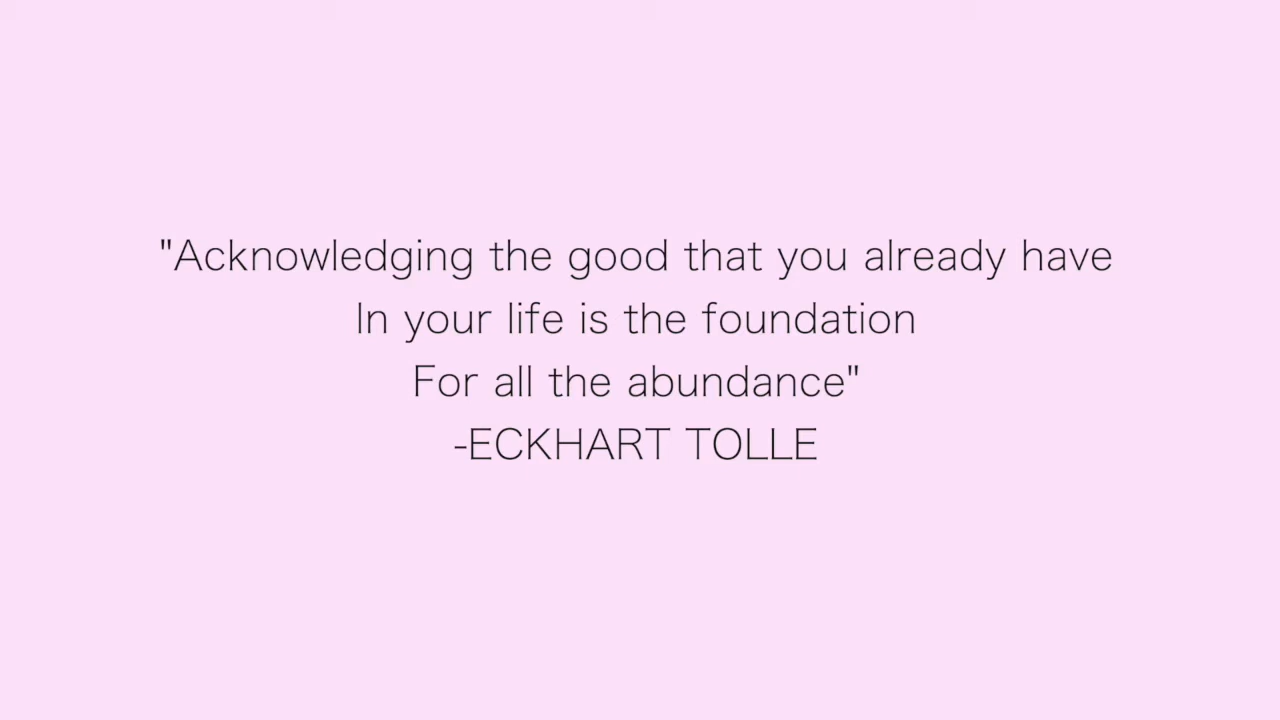 "Acknowledging the good that you already have
In your life is the foundation
For all the abundance"
-ECKHART TOLLE